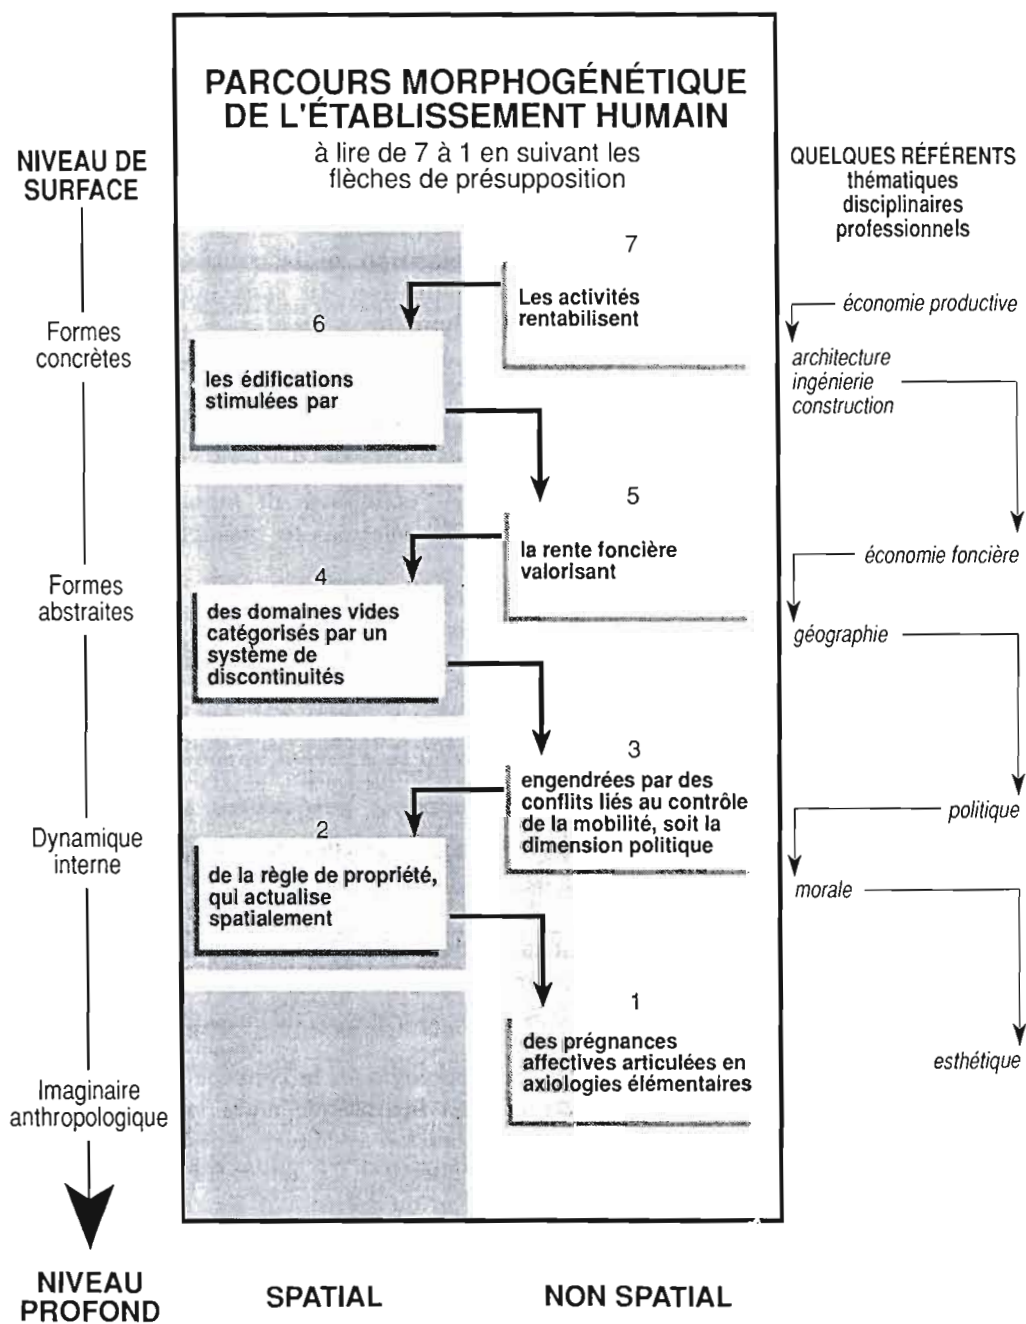 PARCOURS MORPHOGÉNÉTIQUE
DE L'ÉTABLISSEMENT HUMAIN
à lire de 7 à 1 en suivant les
flèches de présupposition
NIVEAU DE
SURFACE
Formes
concrètes
Formes
abstraites
Dynamique
interne
Imaginaire
anthropologique
NIVEAU
PROFOND
7
Les activités
rentabilisent
6
les édifications
stimulées par
5
la rente foncière
valorisant
4
des domaines vides
catégorisés par un
système de
discontinuités
3
engendrées par des
conflits liés au contrôle
de la mobilité, soit la
dimension politique
2
de la règle de propriété,
qui actualise
spatialement
1
des prégnances
affectives articulées en
axiologies élémentaires
SPATIAL
NON SPATIAL
QUELQUES RÉFÉRENTS
thématiques
disciplinaires
professionnels
économie productive
architecture
ingénierie
construction
économie foncière
géographie
politique
morale
esthétique